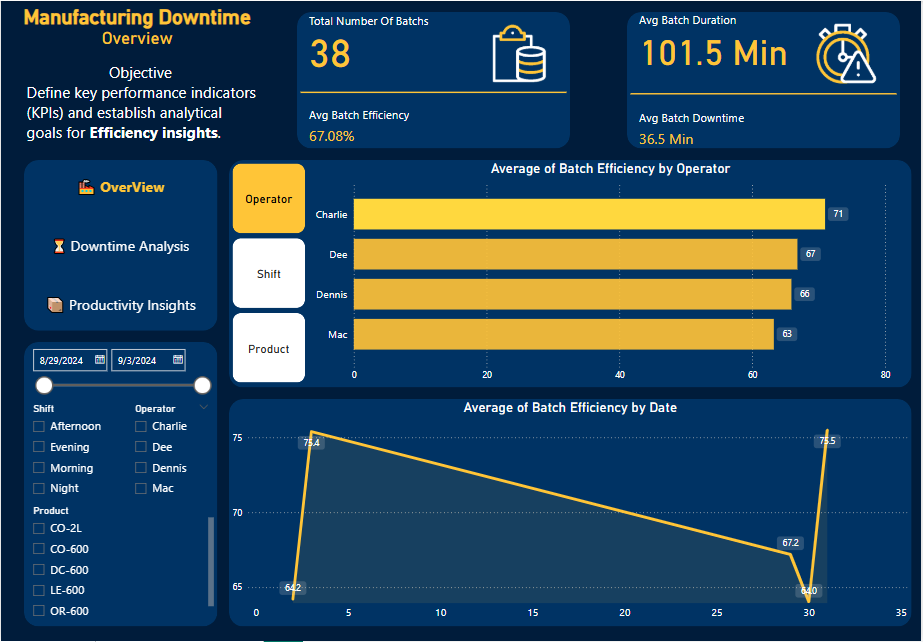 Manufacturing Downtime
Overview
Objective
Define key performance indicators
(KPIs) and establish analytical
goals for Efficiency insights.
Total Number Of Batchs
38
Avg Batch Efficiency
67.08%
Avg Batch Duration
101.5 Min
Avg Batch Downtime
36.5 Min
OverView
Downtime Analysis
Productivity Insights
8/29/2024 9/3/2024
Shift Operator
Afternoon Charlie
Evening Dee
Morning Dennis
Night Mac
Product
CO-2L
CO-600
DC-600
LE-600
OR-600
Operator
Shift
Product
Average of Batch Efficiency by Operator
Charlie 71
Dee 67
Dennis 66
Mac 63
0 20 40 60 80
Average of Batch Efficiency by Date
75 75.4 75.5
70
67.2
65 64.2 64.0
0 5 10 15 20 25 30 35